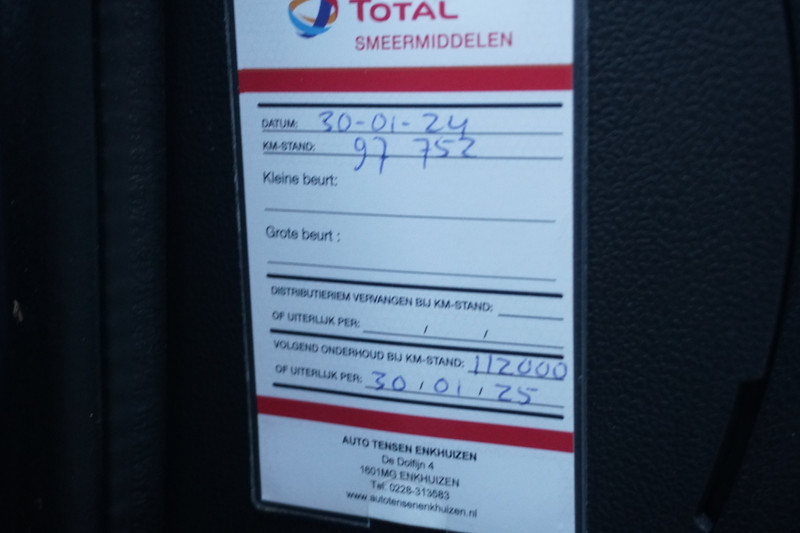 TOTAL
SMEERMIDDELEN
DATUM: 30-01-24
KM-STAND: 97 752
Kleine beurt:
Grote beurt :
DISTRIBUTIERIEM VERVANGEN BIJ KM-STAND:
OF UITERLIJK PER: / /
VOLGEND ONDERHOUD BIJ KM-STAND: 112000
OF UITERLIJK PER: 30 / 01 / 25
AUTO TENSEN ENKHUIZEN
De Dolfijn 4
1601MG ENKHUIZEN
Tel: 0228-313583
www.autotensenenkhuizen.nl